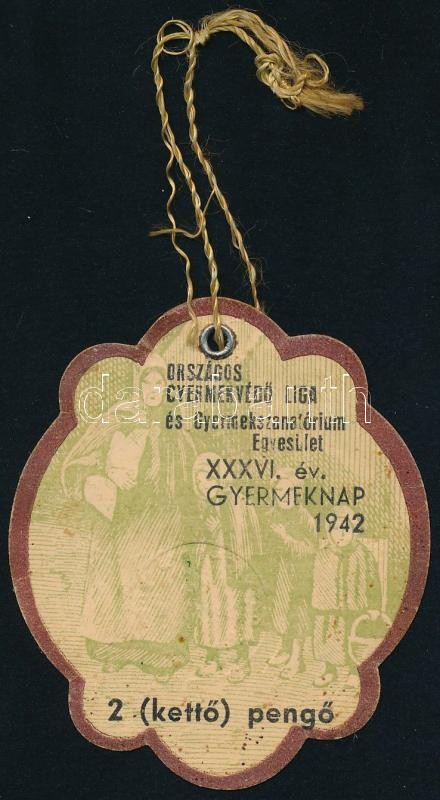 ORSZÁGOS
GYERMEKVÉDŐ LIGA
és Gyermekszanatórium
Egyesület
XXXVI. év.
GYERMEKNAP
1942
2 (kettő) pengő